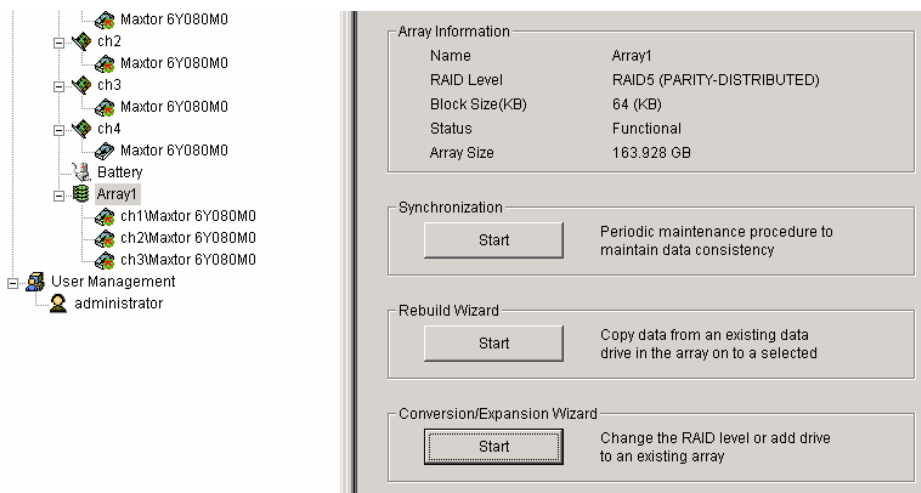 Maxtor 6Y080M0
ch2
Maxtor 6Y080M0
ch3
Maxtor 6Y080M0
ch4
Maxtor 6Y080M0
Battery
Array1
ch1\Maxtor 6Y080M0
ch2\Maxtor 6Y080M0
ch3\Maxtor 6Y080M0
User Management
administrator
Array Information
Name Array1
RAID Level RAID5 (PARITY-DISTRIBUTED)
Block Size(KB) 64 (KB)
Status Functional
Array Size 163.928 GB
Synchronization
Start
Periodic maintenance procedure to
maintain data consistency
Rebuild Wizard
Start
Copy data from an existing data
drive in the array on to a selected
Conversion/Expansion Wizard
Start
Change the RAID level or add drive
to an existing array